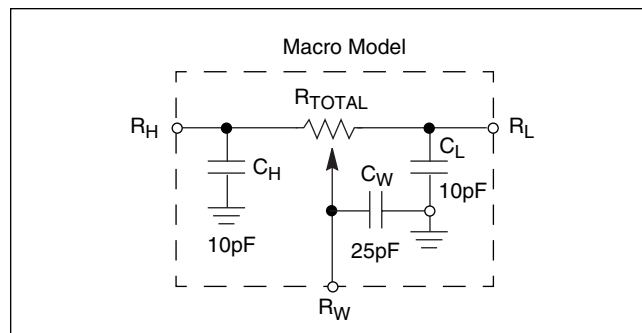 Macro Model
R_TOTAL
R_H
R_L
C_H
C_L
C_W
10pF
10pF
25pF
R_W